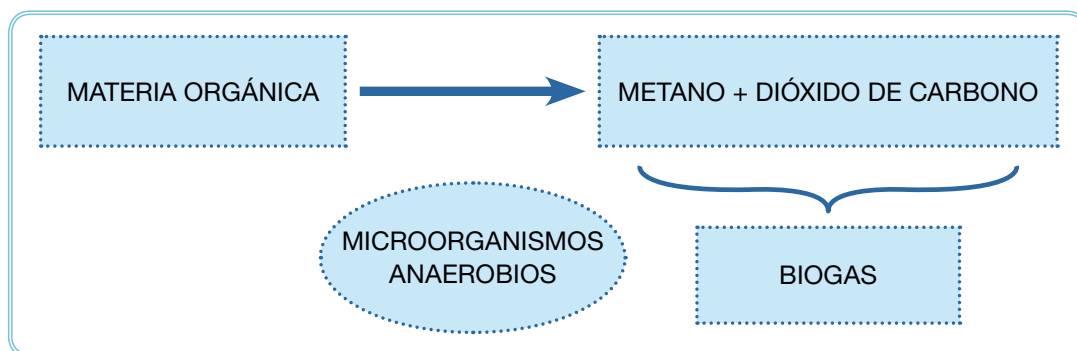 MATERIA ORGÁNICA
METANO + DIÓXIDO DE CARBONO
MICROORGANISMOS
ANAEROBIOS
BIOGAS